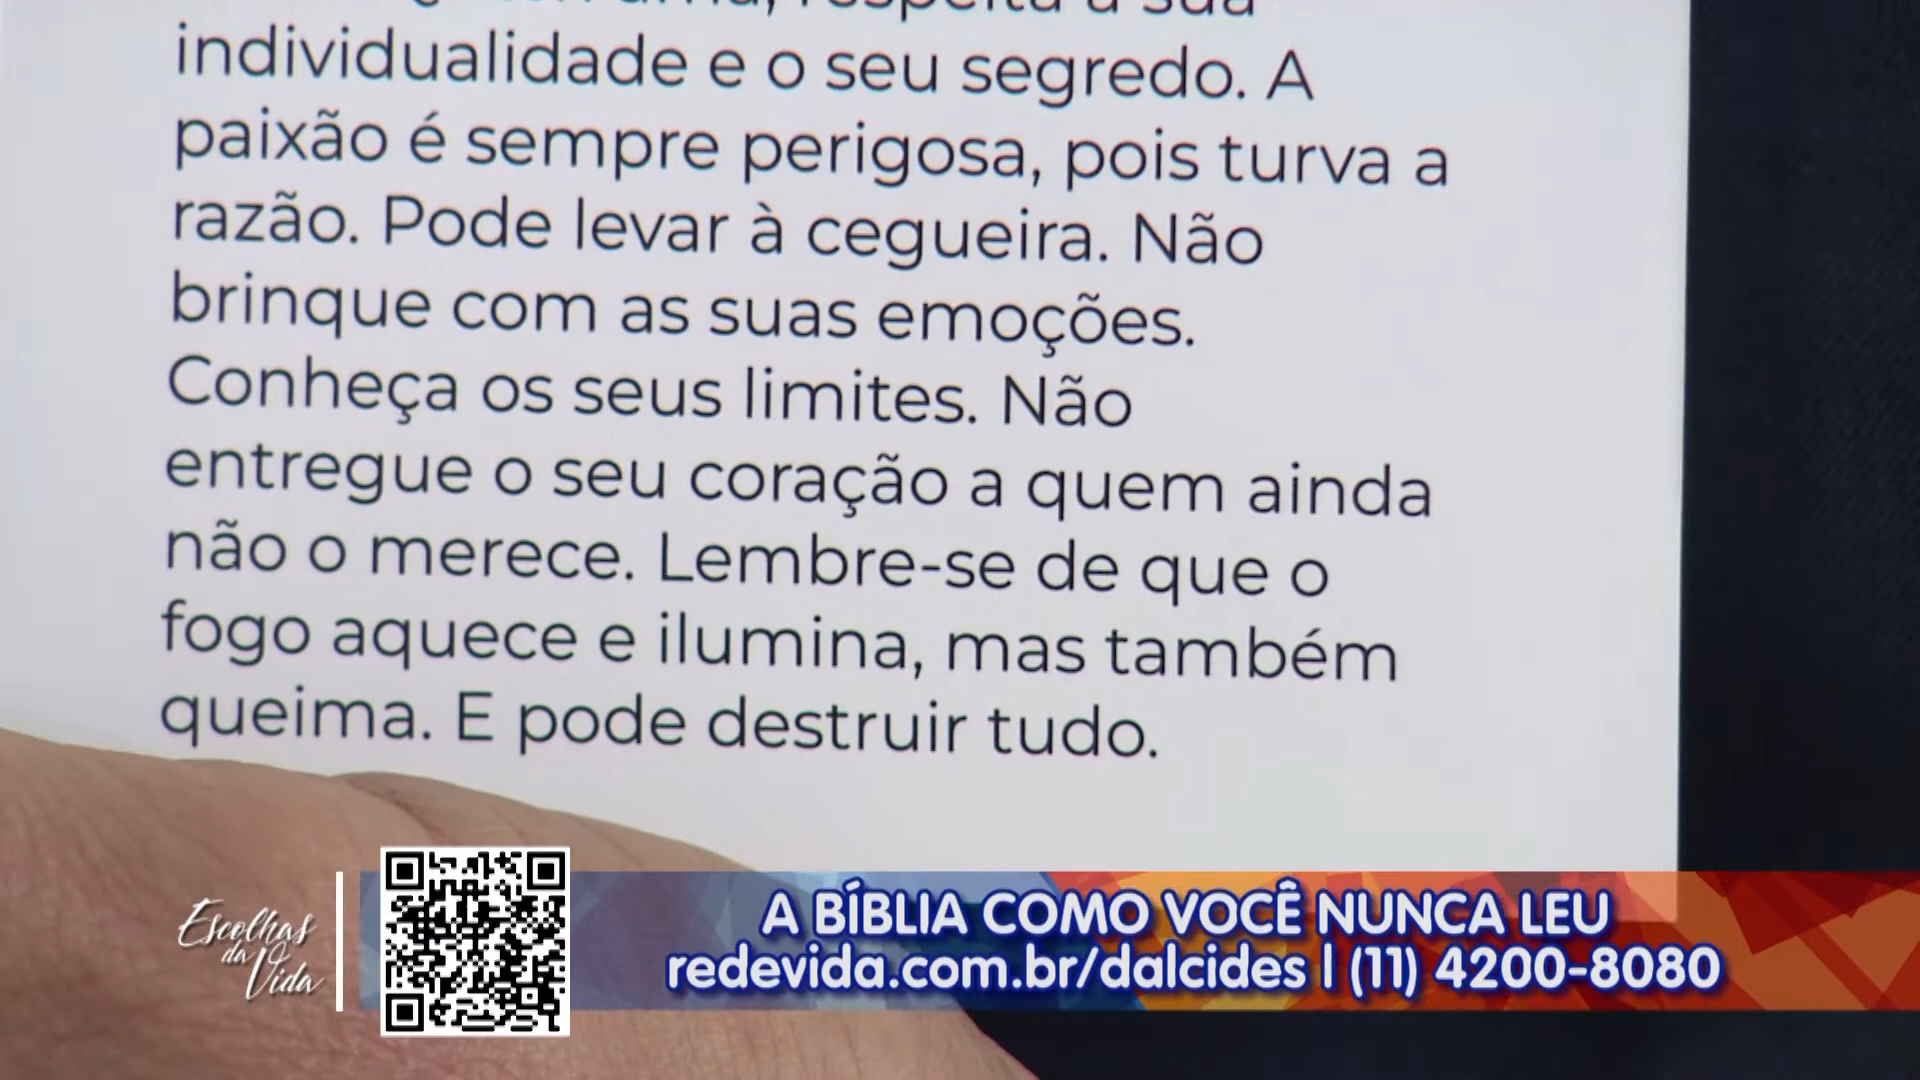 respeita a sua
individualidade e o seu segredo. A
paixão é sempre perigosa, pois turva a
razão. Pode levar à cegueira. Não
brinque com as suas emoções.
Conheça os seus limites. Não
entregue o seu coração a quem ainda
não o merece. Lembre-se de que o
fogo aquece e ilumina, mas também
queima. E pode destruir tudo.
Escolhas
da
Vida
A BÍBLIA COMO VOCÊ NUNCA LEU
redevida.com.br/dalcides | (11) 4200-8080